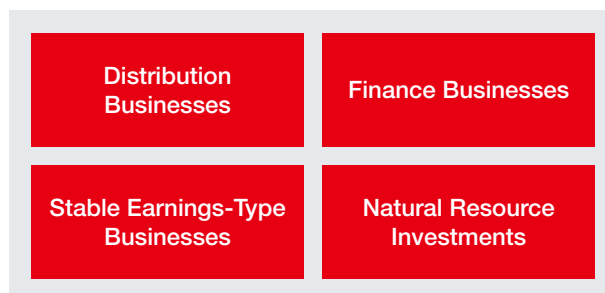 Distribution
Businesses
Finance Businesses
Stable Earnings-Type
Businesses
Natural Resource
Investments